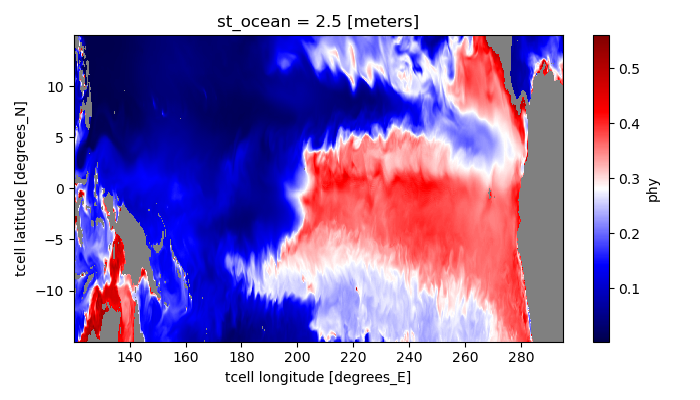 st_ocean = 2.5 [meters]
10
5
0
−5
−10
tcell latitude [degrees_N]
140 160 180 200 220 240 260 280
tcell longitude [degrees_E]
0.5
0.4
0.3
0.2
0.1
phy